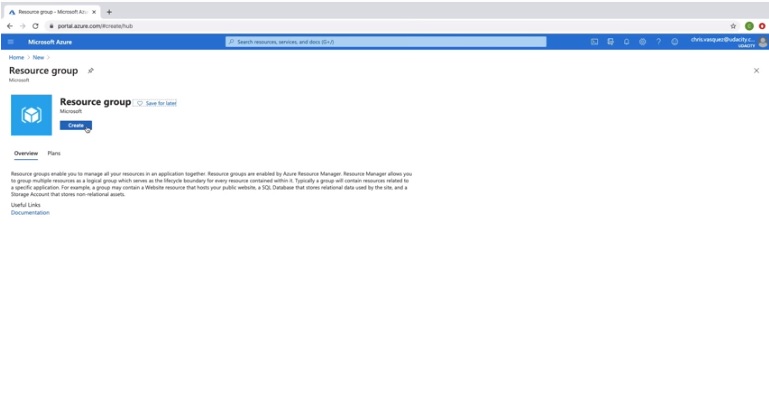 Resource group - Microsoft Azu
portal.azure.com/#create/hub
Microsoft Azure
Search resources, services, and docs (G+/)
chris.vasquez@udacity.c...
UDACITY
Home > New >
Resource group
Microsoft
Resource group
Save for later
Microsoft
Create
Overview Plans
Resource groups enable you to manage all your resources in an application together. Resource groups are enabled by Azure Resource Manager. Resource Manager allows you
to group multiple resources as a logical group which serves as the lifecycle boundary for every resource contained within it. Typically a group will contain resources related to
a specific application. For example, a group may contain a Website resource that hosts your public website, a SQL Database that stores relational data used by the site, and a
Storage Account that stores non-relational assets.
Useful Links
Documentation